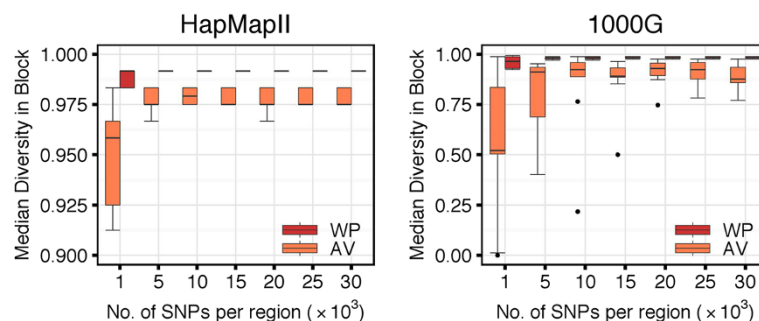 HapMapII
Median Diversity in Block
1.000
0.975
0.950
0.925
0.900
WP
AV
1 5 10 15 20 25 30
No. of SNPs per region (×10³)
1000G
Median Diversity in Block
1.00
0.75
0.50
0.25
0.00
WP
AV
1 5 10 15 20 25 30
No. of SNPs per region (×10³)